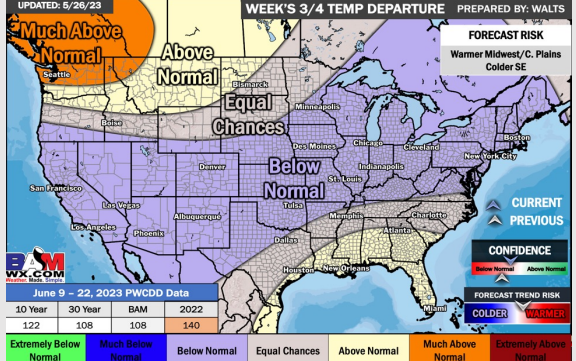 UPDATED: 5/26/23
WEEK'S 3/4 TEMP DEPARTURE
PREPARED BY: WALTS
FORECAST RISK
Warmer Midwest/C. Plains
Colder SE
Much Above
Normal
Above
Normal
Equal
Chances
Below
Normal
Seattle
Bismarck
Boise
Minneapolis
Boston
Chicago
Cleveland
Des Moines
New York City
Indianapolis
Denver
St. Louis
San Francisco
Las Vegas
Tulsa
Los Angeles
Albuquerque
Memphis
Charlotte
Phoenix
Atlanta
Dallas
Houston
New Orleans
Miami
CURRENT
PREVIOUS
CONFIDENCE
Below Normal
Above Normal
FORECAST TREND RISK
COLDER
WARMER
BAM
WX.COM
Weather. Made. Simple.
June 9 – 22, 2023 PWCDD Data
10 Year 30 Year BAM 2022
122 108 108 140
Extremely Below
Normal
Much Below
Normal
Below Normal
Equal Chances
Above Normal
Much Above
Normal
Extremely Above
Normal